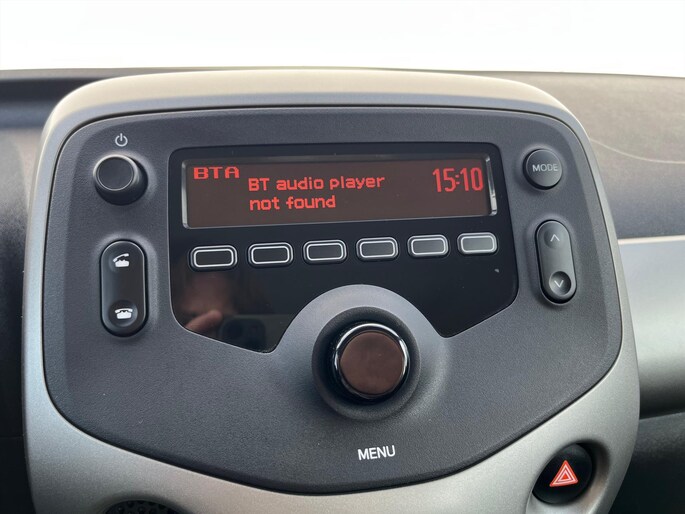 BTA
BT audio player
not found
15:10
MODE
MENU